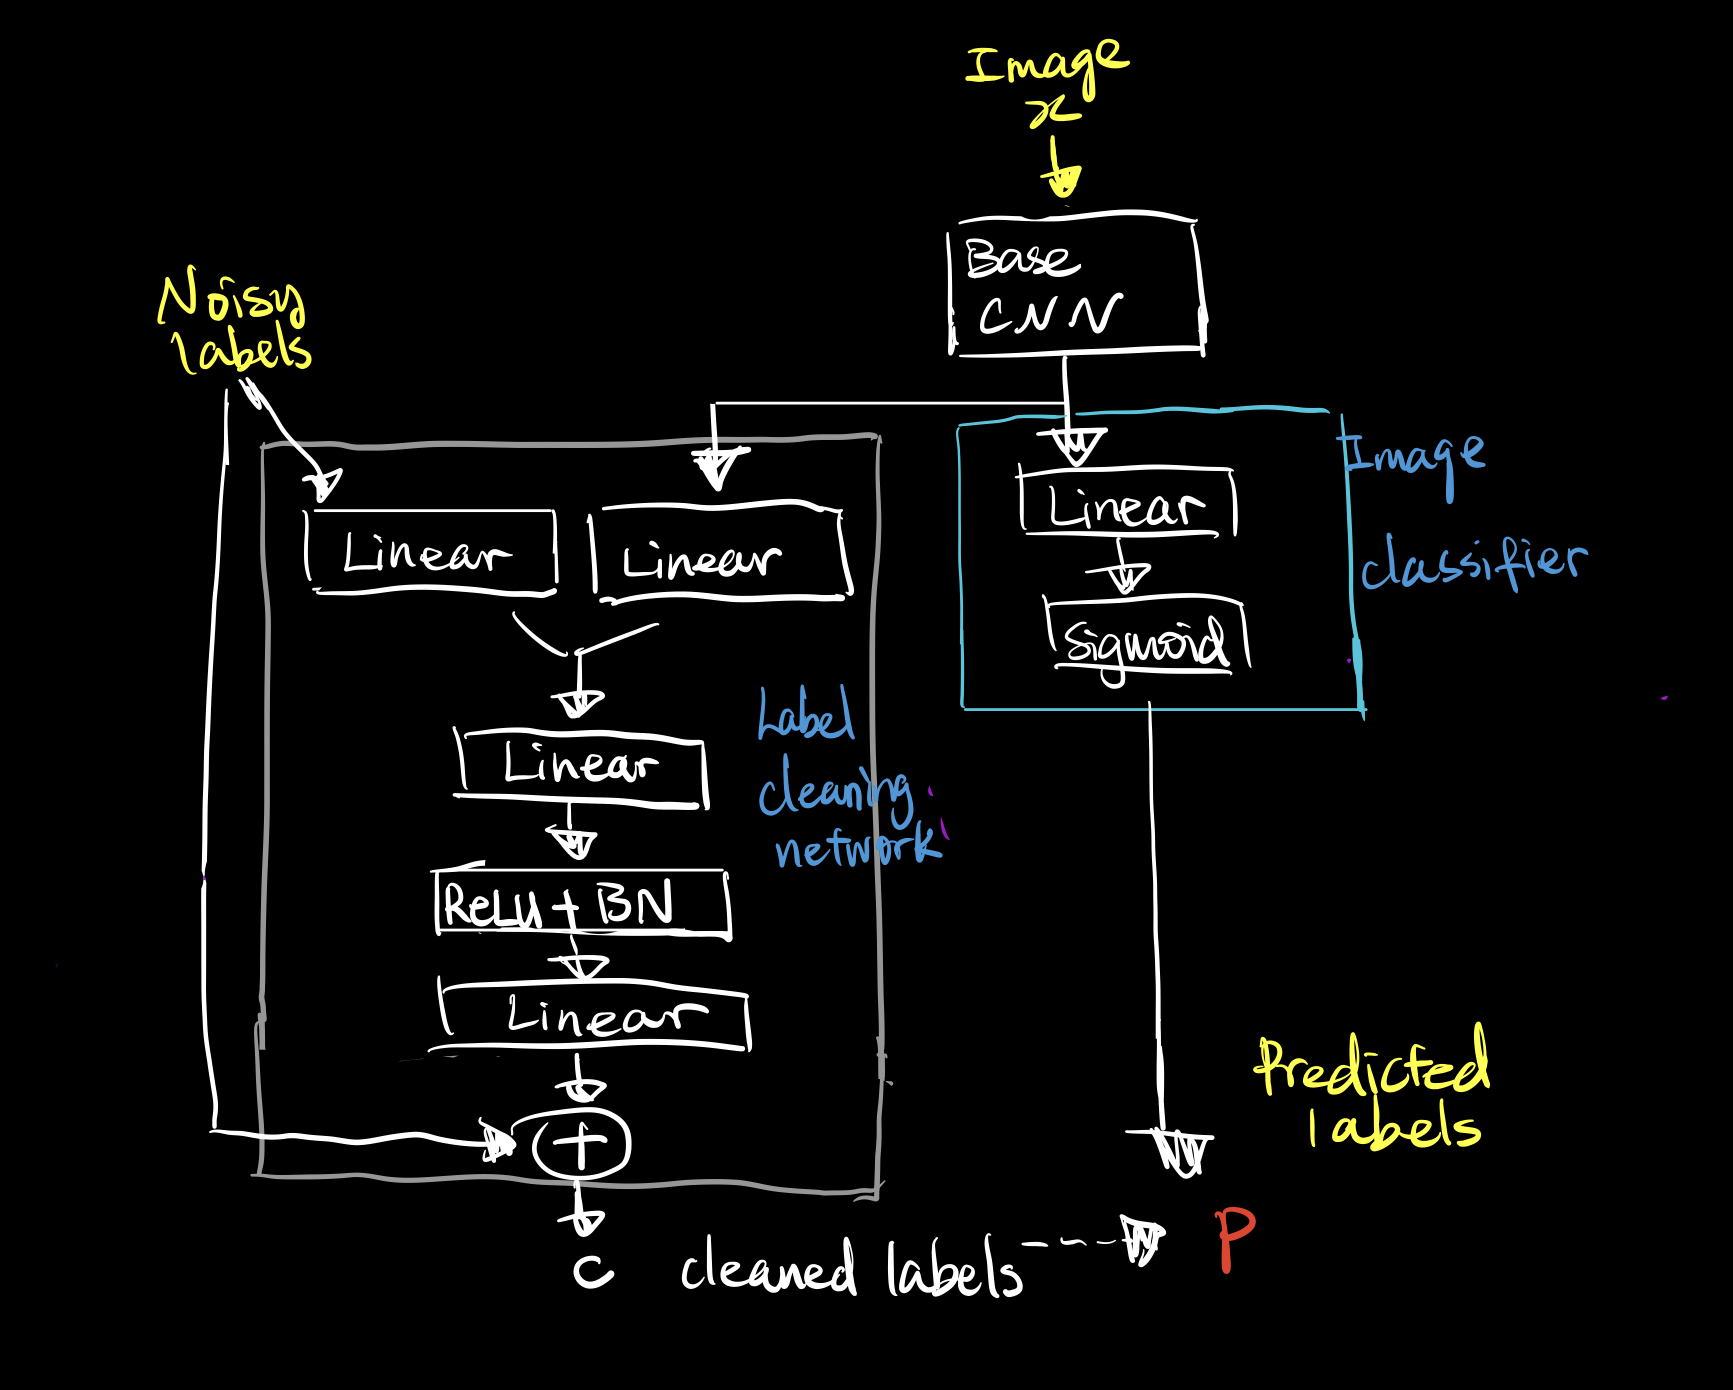 Image
x
Base
CNN
Noisy
labels
Linear
Linear
Linear
Sigmoid
Image
classifier
Linear
Label
cleaning
network
ReLU + BN
Linear
+
Predicted
labels
P
C cleaned labels